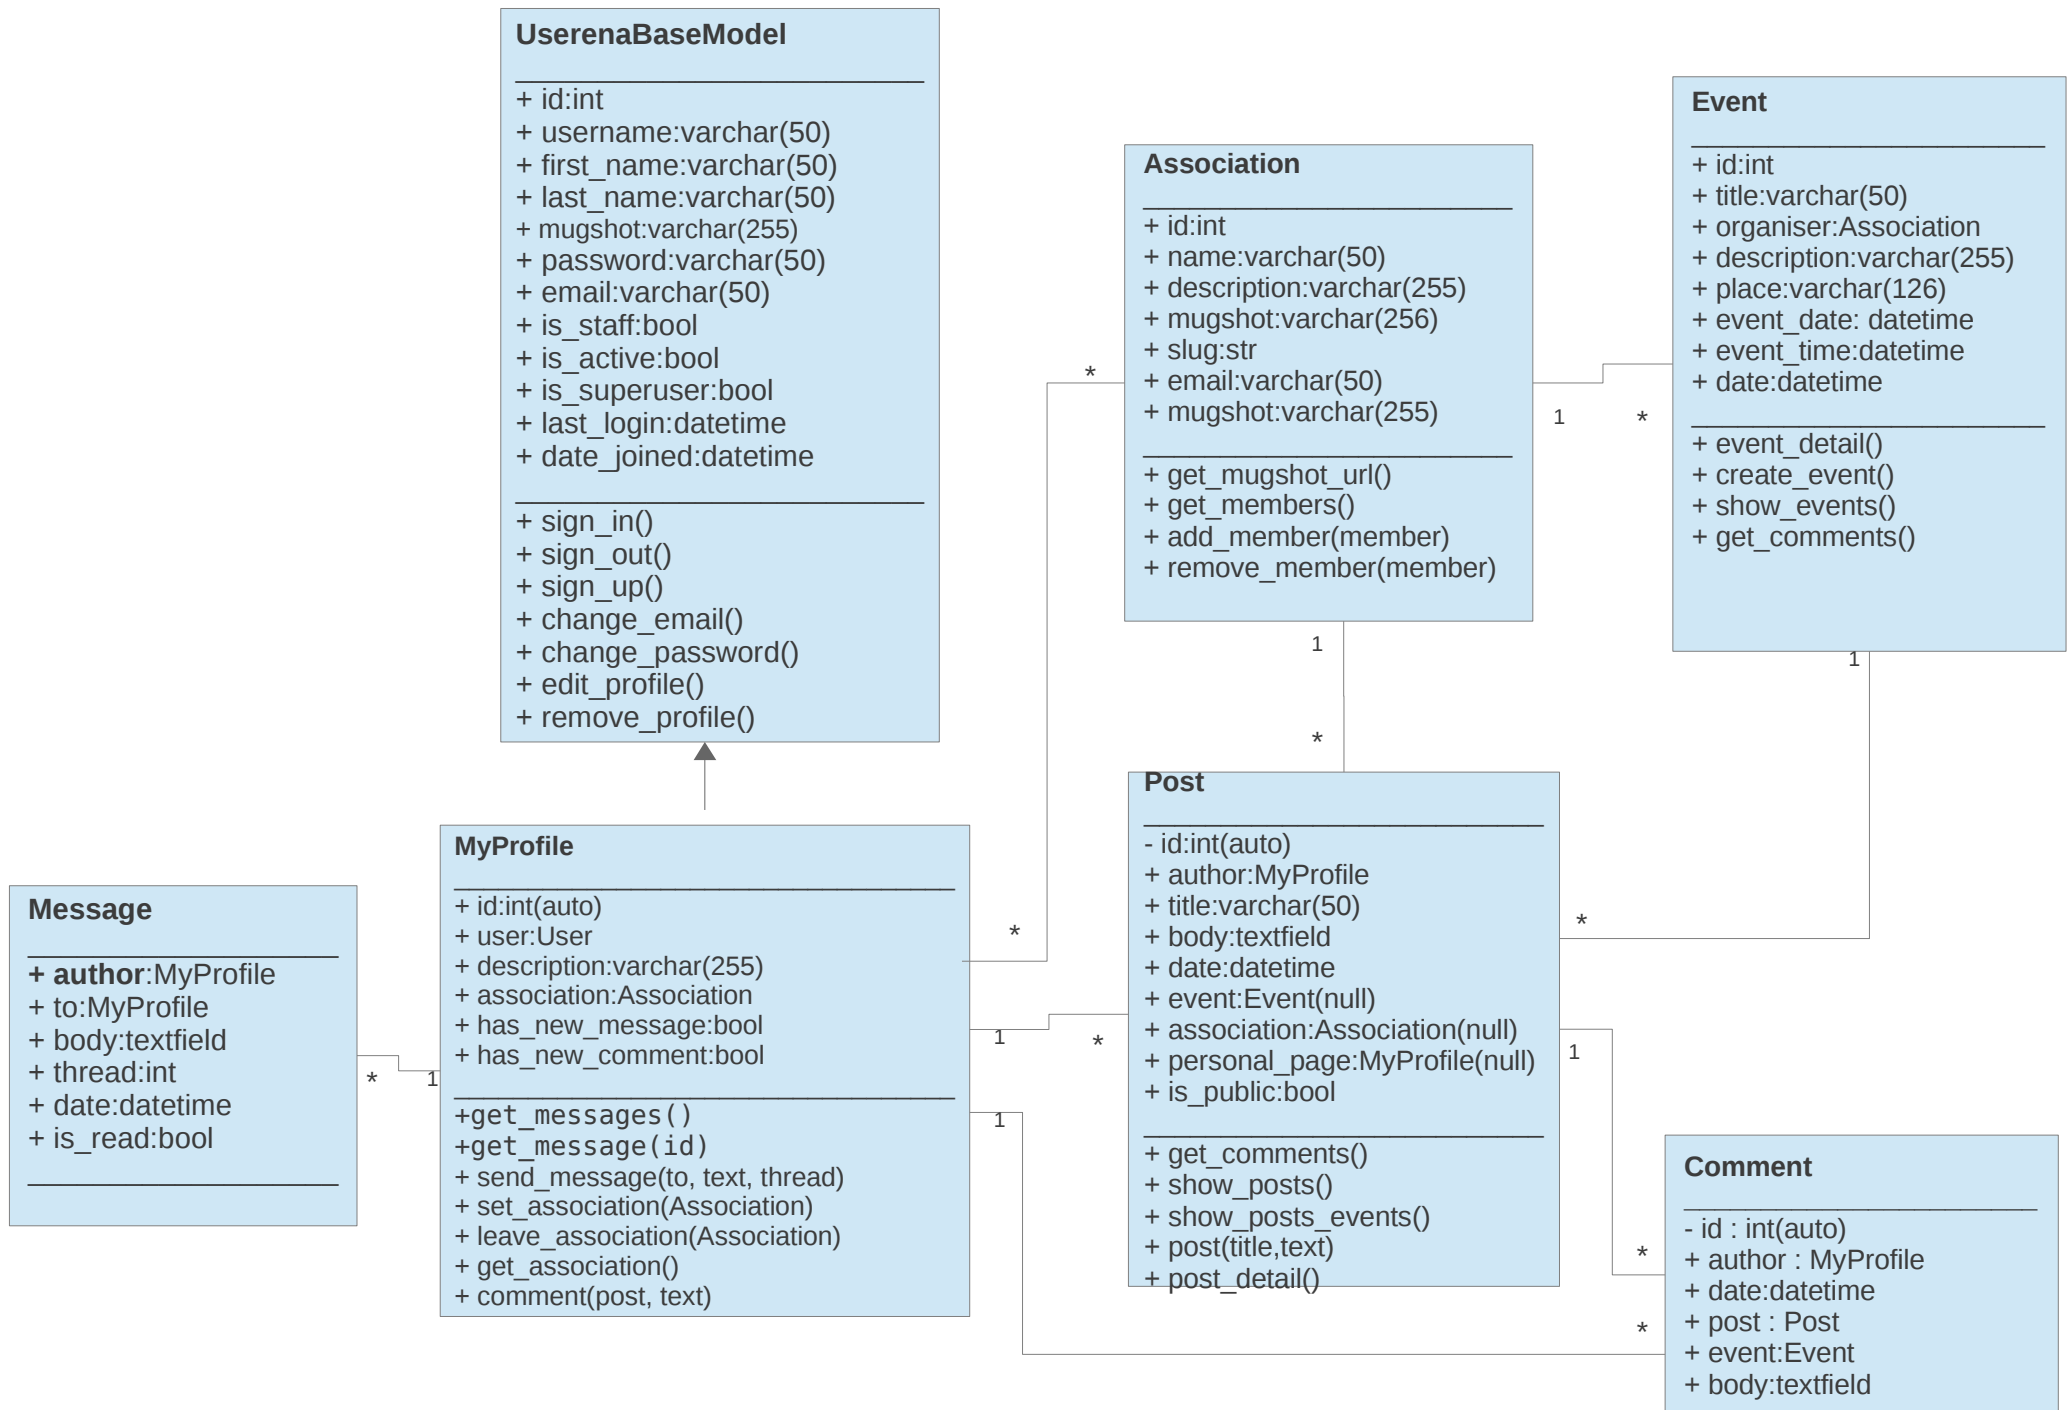 UserenaBaseModel
+ id:int
+ username:varchar(50)
+ first_name:varchar(50)
+ last_name:varchar(50)
+ mugshot:varchar(255)
+ password:varchar(50)
+ email:varchar(50)
+ is_staff:bool
+ is_active:bool
+ is_superuser:bool
+ last_login:datetime
+ date_joined:datetime
+ sign_in()
+ sign_out()
+ sign_up()
+ change_email()
+ change_password()
+ edit_profile()
+ remove_profile()
Association
+ id:int
+ name:varchar(50)
+ description:varchar(255)
+ mugshot:varchar(256)
+ slug:str
+ email:varchar(50)
+ mugshot:varchar(255)
+ get_mugshot_url()
+ get_members()
+ add_member(member)
+ remove_member(member)
Event
+ id:int
+ title:varchar(50)
+ organiser:Association
+ description:varchar(255)
+ place:varchar(126)
+ event_date: datetime
+ event_time:datetime
+ date:datetime
+ event_detail()
+ create_event()
+ show_events()
+ get_comments()
*
1
*
1
*
1
*
Message
+ author:MyProfile
+ to:MyProfile
+ body:textfield
+ thread:int
+ date:datetime
+ is_read:bool
*
1
MyProfile
+ id:int(auto)
+ user:User
+ description:varchar(255)
+ association:Association
+ has_new_message:bool
+ has_new_comment:bool
+get_messages()
+get_message(id)
+ send_message(to, text, thread)
+ set_association(Association)
+ leave_association(Association)
+ get_association()
+ comment(post, text)
*
1
*
1
Post
- id:int(auto)
+ author:MyProfile
+ title:varchar(50)
+ body:textfield
+ date:datetime
+ event:Event(null)
+ association:Association(null)
+ personal_page:MyProfile(null)
+ is_public:bool
+ get_comments()
+ show_posts()
+ show_posts_events()
+ post(title,text)
+ post_detail()
1
*
*
Comment
- id : int(auto)
+ author : MyProfile
+ date:datetime
+ post : Post
+ event:Event
+ body:textfield